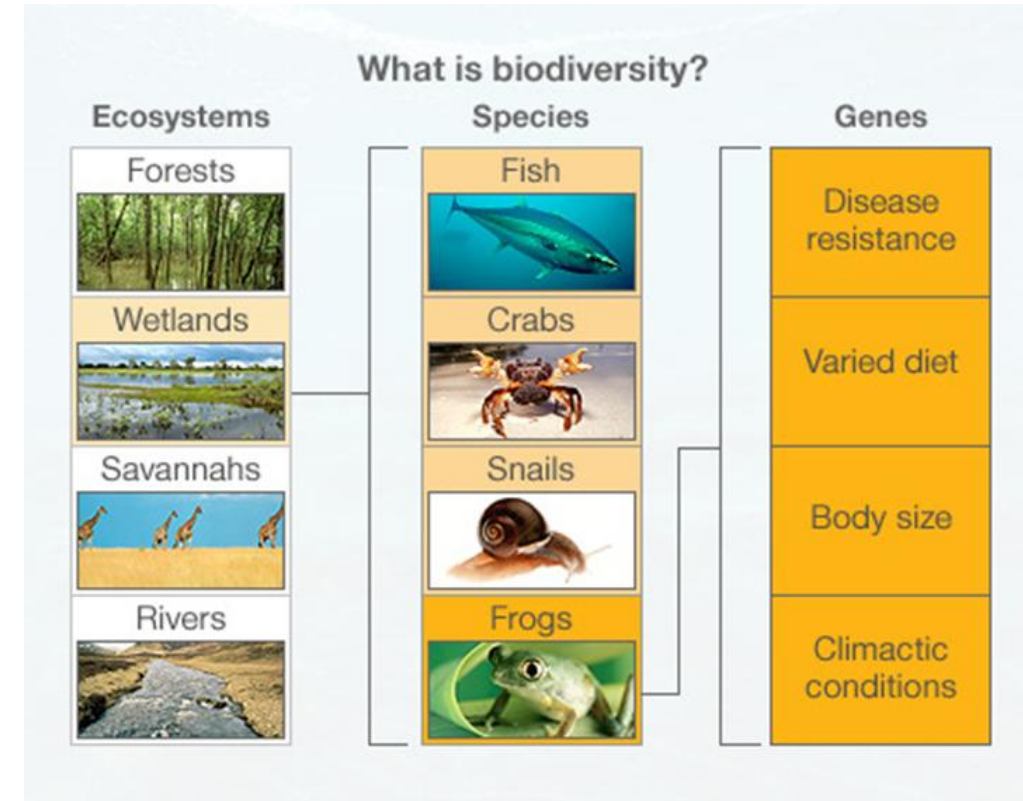 What is biodiversity?
Ecosystems
Forests
Wetlands
Savannahs
Rivers
Species
Fish
Crabs
Snails
Frogs
Genes
Disease
resistance
Varied diet
Body size
Climactic
conditions